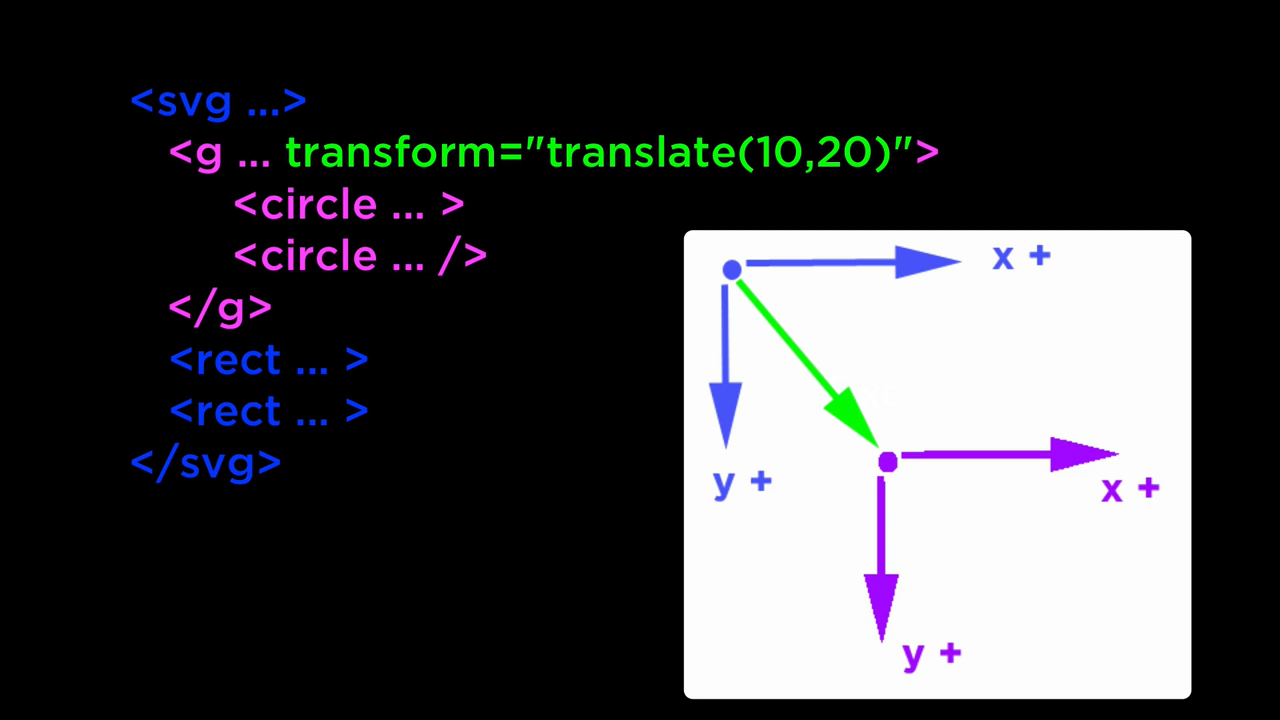 <svg ...>
<g ... transform="translate(10,20)">
<circle ... >
<circle ... />
</g>
<rect ... >
<rect ... >
</svg>
x +
y +
x +
y +